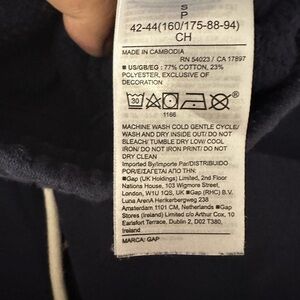 S
P
42-44(160/175-88-94)
CH
MADE IN CAMBODIA
RN 54023 / CA 17897
■ US/GB/EG : 77% COTTON, 23%
POLYESTER, EXCLUSIVE OF
DECORATION
30
1166
MACHINE WASH COLD GENTLE CYCLE/
WASH AND DRY INSIDE OUT/ DO NOT
BLEACH/ TUMBLE DRY LOW/ COOL
IRON/ DO NOT IRON PRINT/ DO NOT
DRY CLEAN
Imported By/Importe Par/DISTRIBUIDO
POR/ΕΙΣΑΓΕΤΑΙ ΑΠΟ ΤΗΝ:
■Gap (UK Holdings) Limited, 2nd Floor
Nations House, 103 Wigmore Street,
London, W1U 1QS, UK ■Gap (RHC) B.V.
Luna ArenA Herikerbergweg 238
Amsterdam 1101 CM, Netherlands ■Gap
Stores (Ireland) Limited c/o Arthur Cox, 10
Earlsfort Terrace, Dublin 2, D02 T380,
Ireland
MARCA: GAP